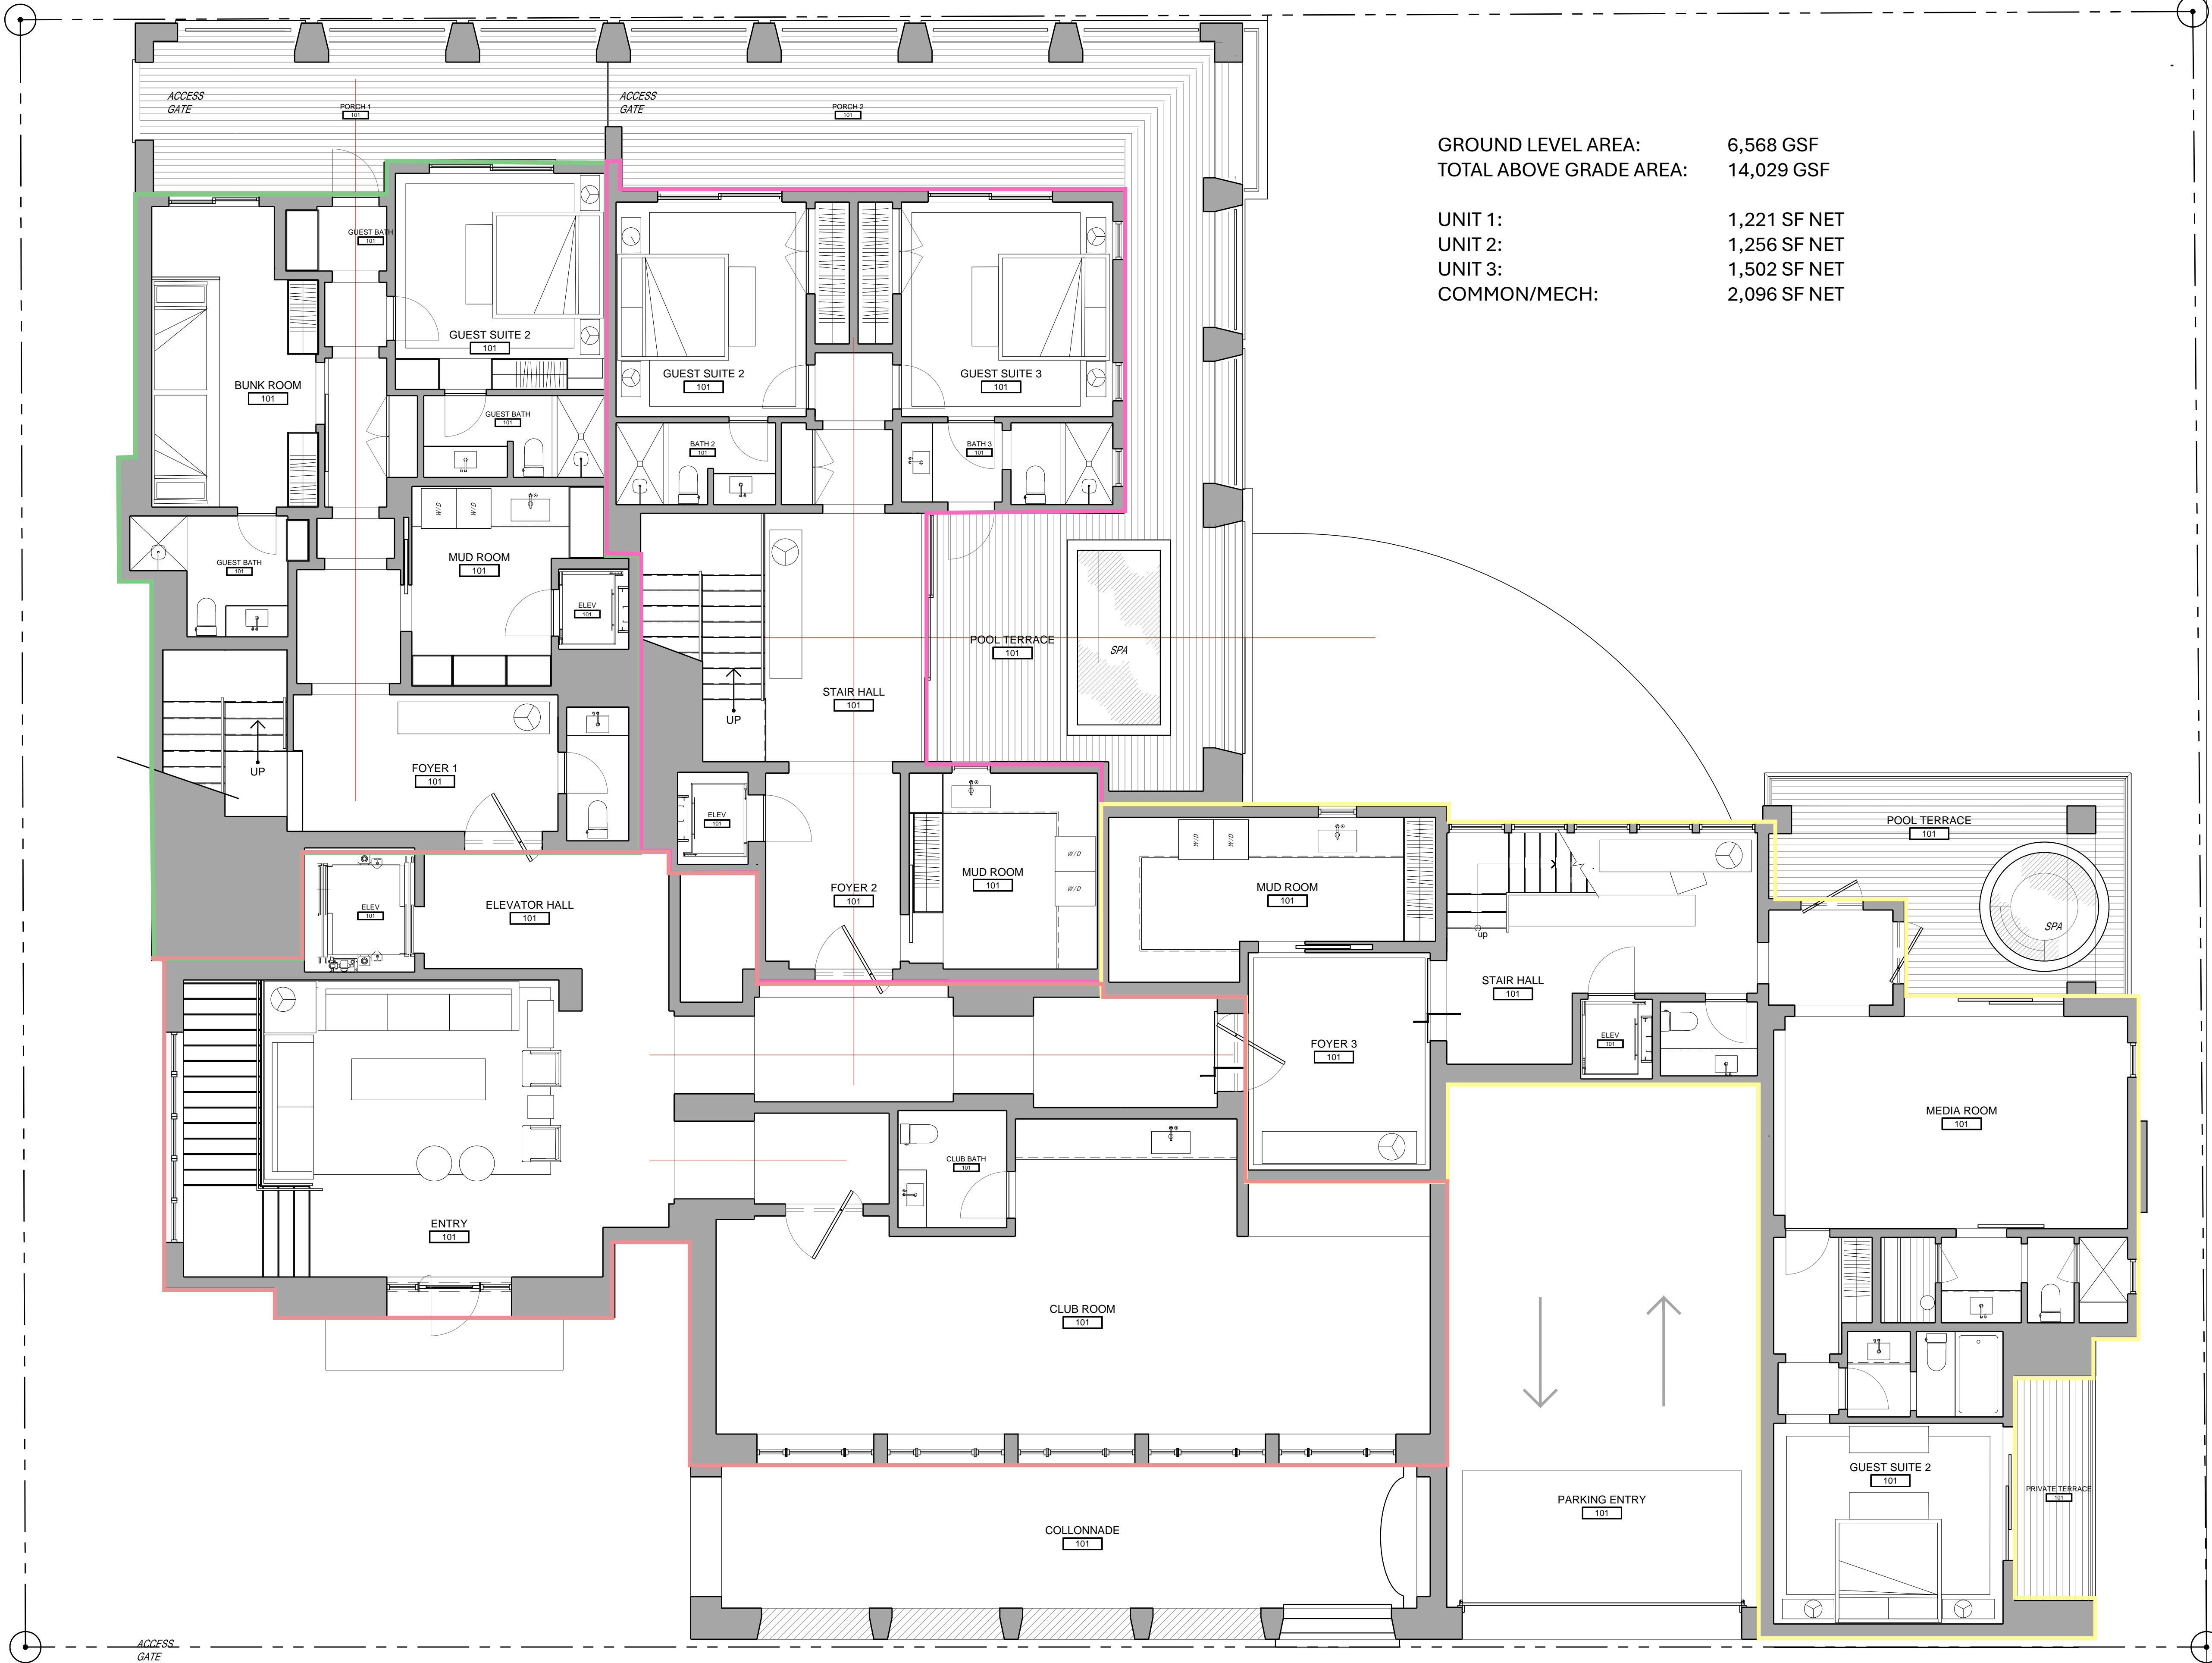 ACCESS
GATE
PORCH 1
101
ACCESS
GATE
PORCH 2
101
GROUND LEVEL AREA: 6,568 GSF
TOTAL ABOVE GRADE AREA: 14,029 GSF
UNIT 1: 1,221 SF NET
UNIT 2: 1,256 SF NET
UNIT 3: 1,502 SF NET
COMMON/MECH: 2,096 SF NET
GUEST BATH
101
GUEST SUITE 2
101
BUNK ROOM
101
GUEST SUITE 2
101
GUEST SUITE 3
101
GUEST BATH
101
BATH 2
101
BATH 3
101
W/D
W/D
MUD ROOM
101
GUEST BATH
101
ELEV
101
POOL TERRACE
101
SPA
STAIR HALL
101
UP
UP
FOYER 1
101
ELEV
101
W/D
W/D
MUD ROOM
101
FOYER 2
101
ELEV
101
ELEVATOR HALL
101
W/D
W/D
MUD ROOM
101
POOL TERRACE
101
SPA
up
STAIR HALL
101
ELEV
101
FOYER 3
101
MEDIA ROOM
101
CLUB BATH
101
ENTRY
101
CLUB ROOM
101
GUEST SUITE 2
101
PRIVATE TERRACE
101
PARKING ENTRY
101
COLLONNADE
101
ACCESS
GATE